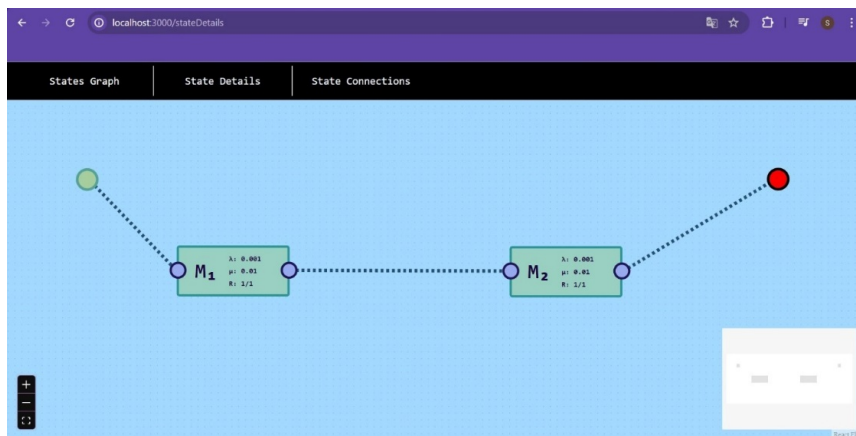 localhost:3000/stateDetails
S
States Graph
State Details
State Connections
M₁
λ: 0.001
μ: 0.01
R: 1/1
M₂
λ: 0.001
μ: 0.01
R: 1/1